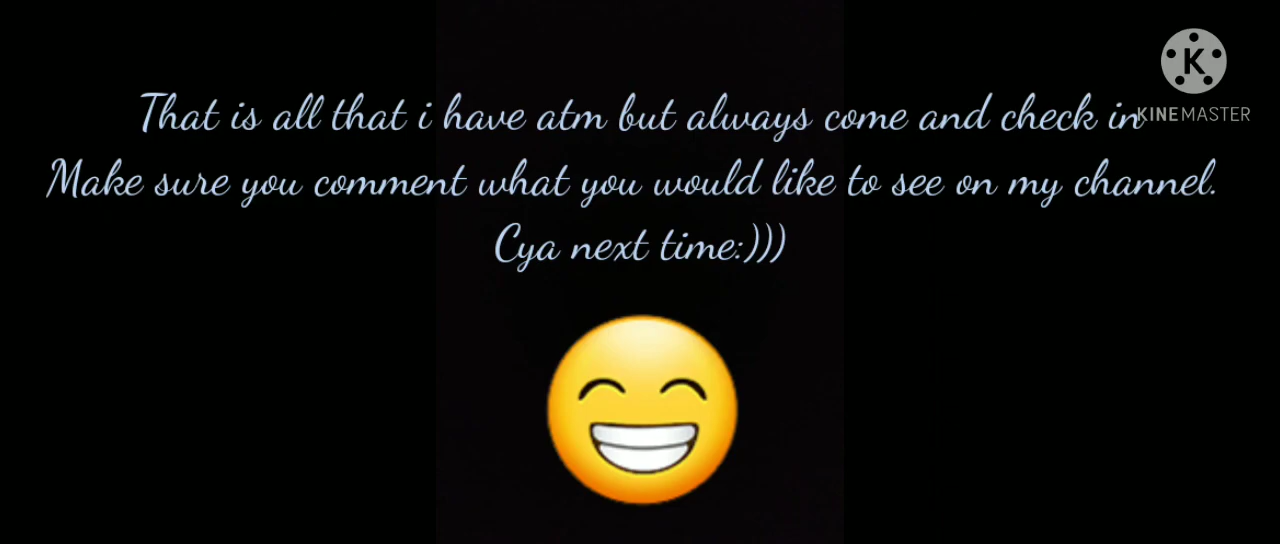 That is all that i have atm but always come and check in
Make sure you comment what you would like to see on my channel.
Cya next time:)))
K
KINEMASTER